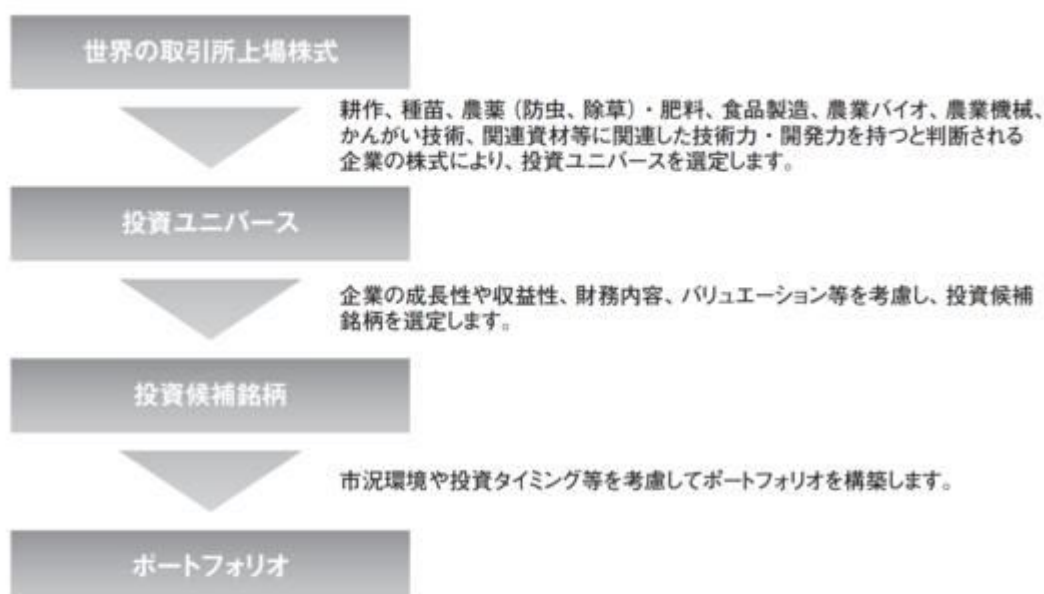 世界の取引所上場株式
耕作、種苗、農薬（防虫、除草）・肥料、食品製造、農業バイオ、農業機械、
かんがい技術、関連資材等に関連した技術力・開発力を持つと判断される
企業の株式により、投資ユニバースを選定します。
投資ユニバース
企業の成長性や収益性、財務内容、バリュエーション等を考慮し、投資候補
銘柄を選定します。
投資候補銘柄
市況環境や投資タイミング等を考慮してポートフォリオを構築します。
ポートフォリオ